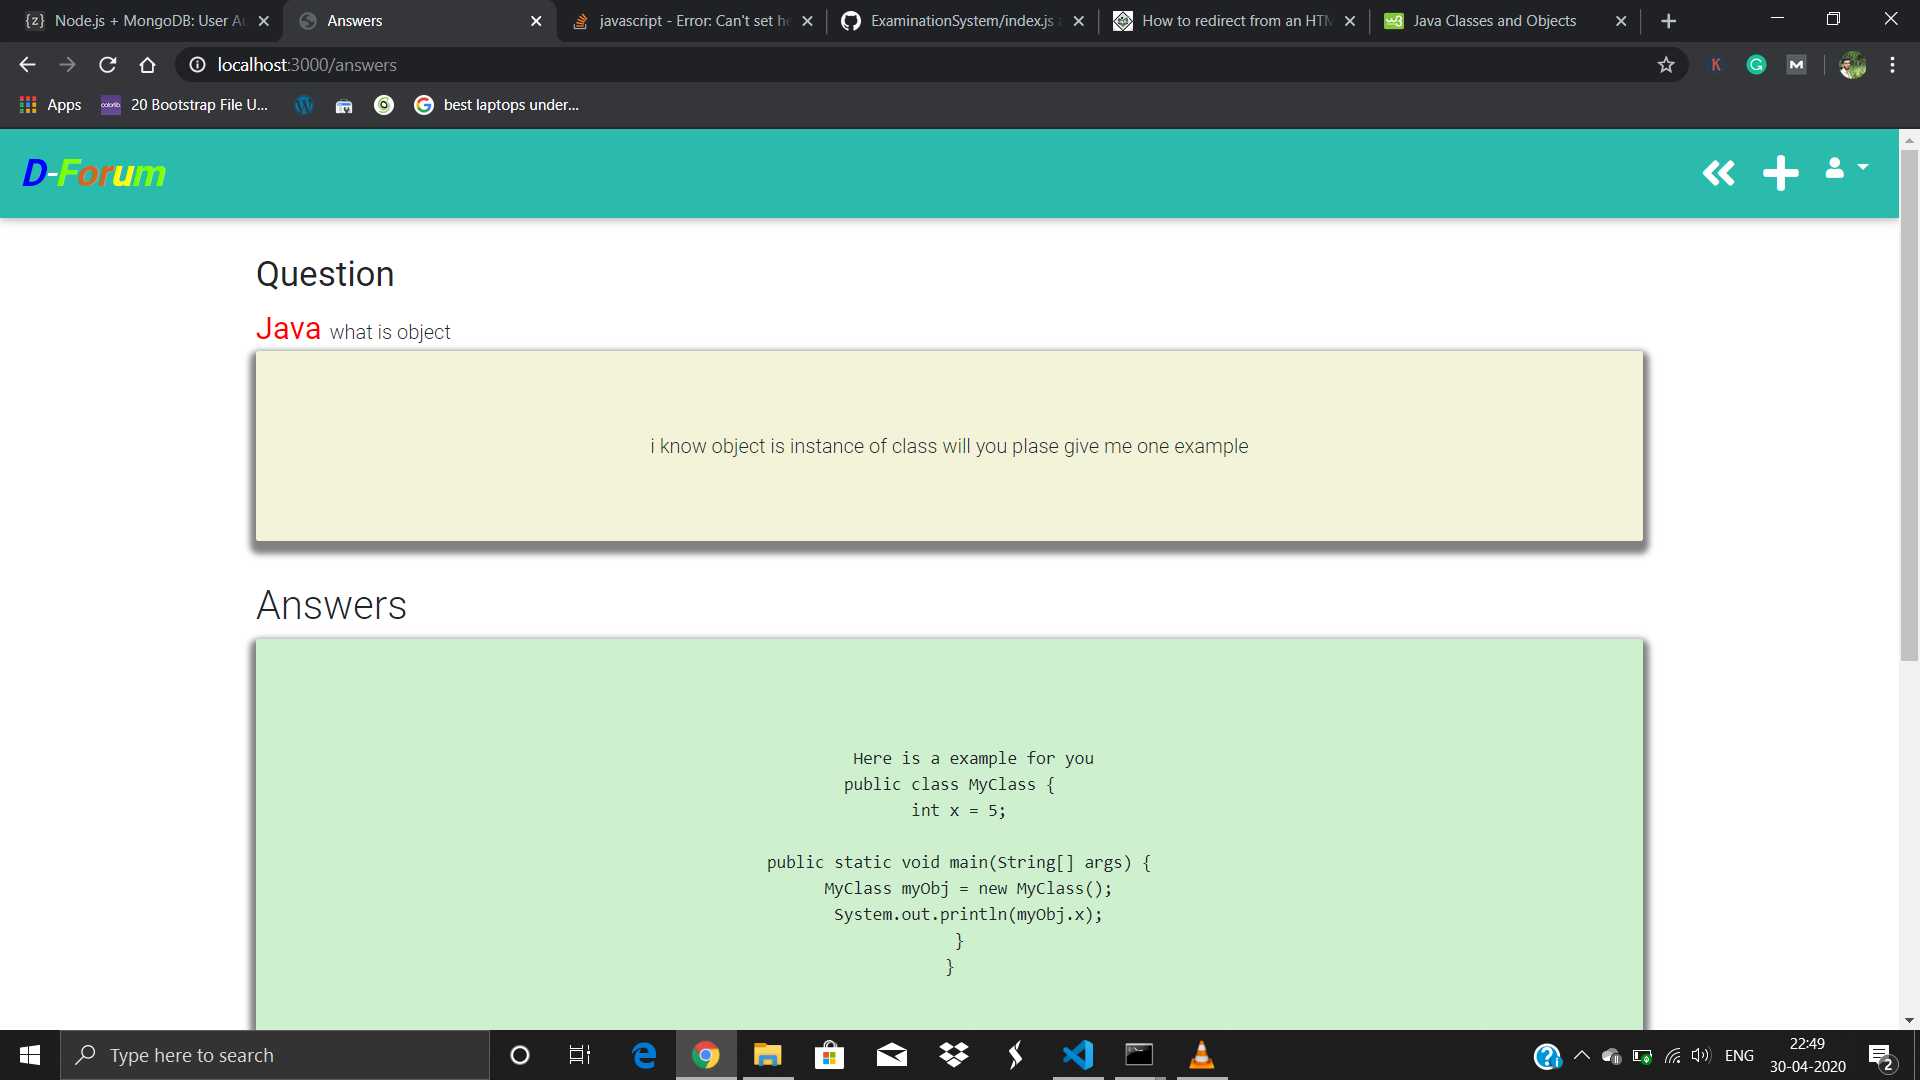 Node.js + MongoDB: User Au
Answers
javascript - Error: Can't set he
ExaminationSystem/index.js a
How to redirect from an HTM
Java Classes and Objects
localhost:3000/answers
Apps
colorlib
20 Bootstrap File U...
best laptops under...
D-Forum
Question
Java what is object
i know object is instance of class will you plase give me one example
Answers
Here is a example for you
public class MyClass {
int x = 5;
public static void main(String[] args) {
MyClass myObj = new MyClass();
System.out.println(myObj.x);
}
}
Type here to search
ENG
22:49
30-04-2020
2